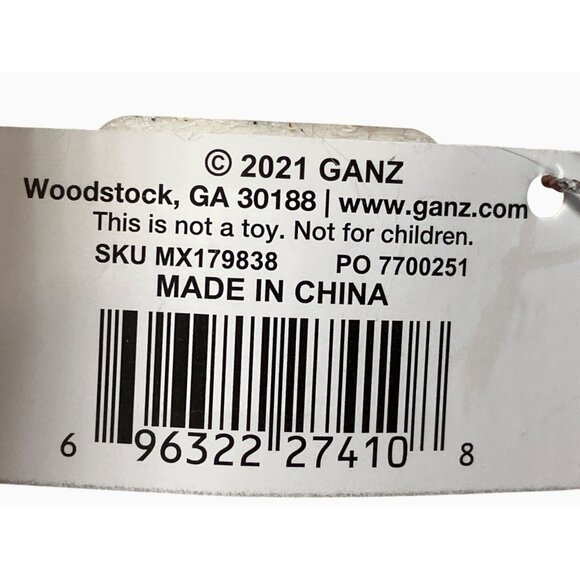 © 2021 GANZ
Woodstock, GA 30188 | www.ganz.com
This is not a toy. Not for children.
SKU MX179838 PO 7700251
MADE IN CHINA
6 96322 27410 8